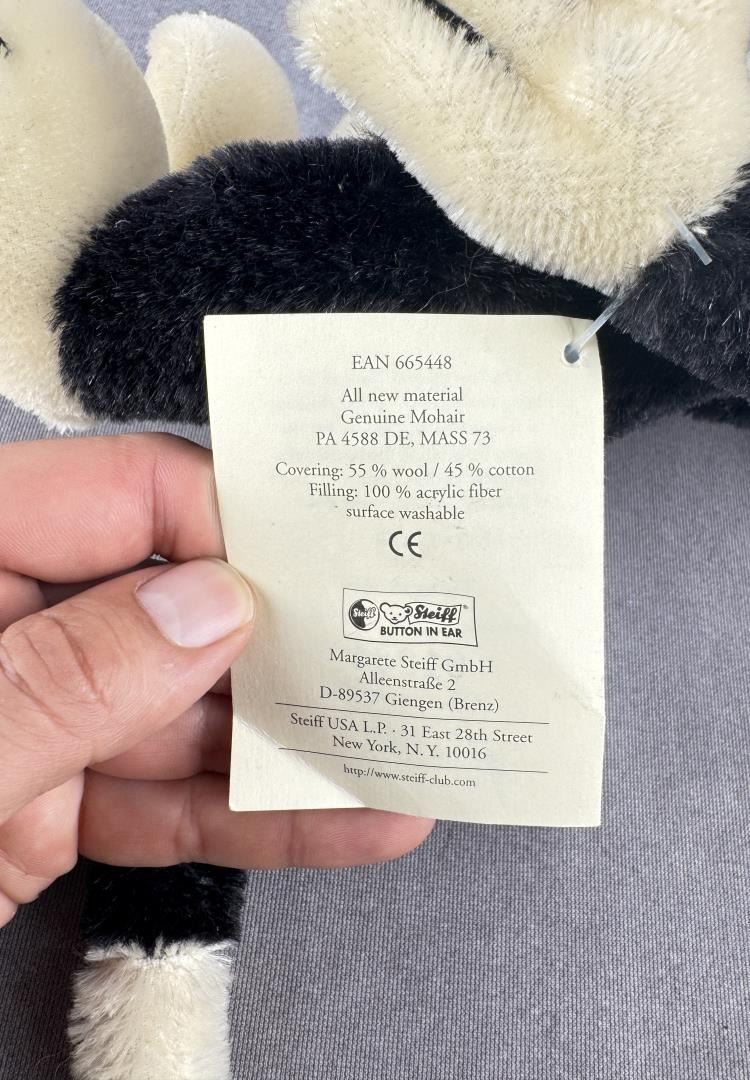 EAN 665448
All new material
Genuine Mohair
PA 4588 DE, MASS 73
Covering: 55 % wool / 45 % cotton
Filling: 100 % acrylic fiber
surface washable
CE
Steiff Steiff®
BUTTON IN EAR
Margarete Steiff GmbH
Alleenstraße 2
D-89537 Giengen (Brenz)
Steiff USA L.P. · 31 East 28th Street
New York, N. Y. 10016
http://www.steiff-club.com